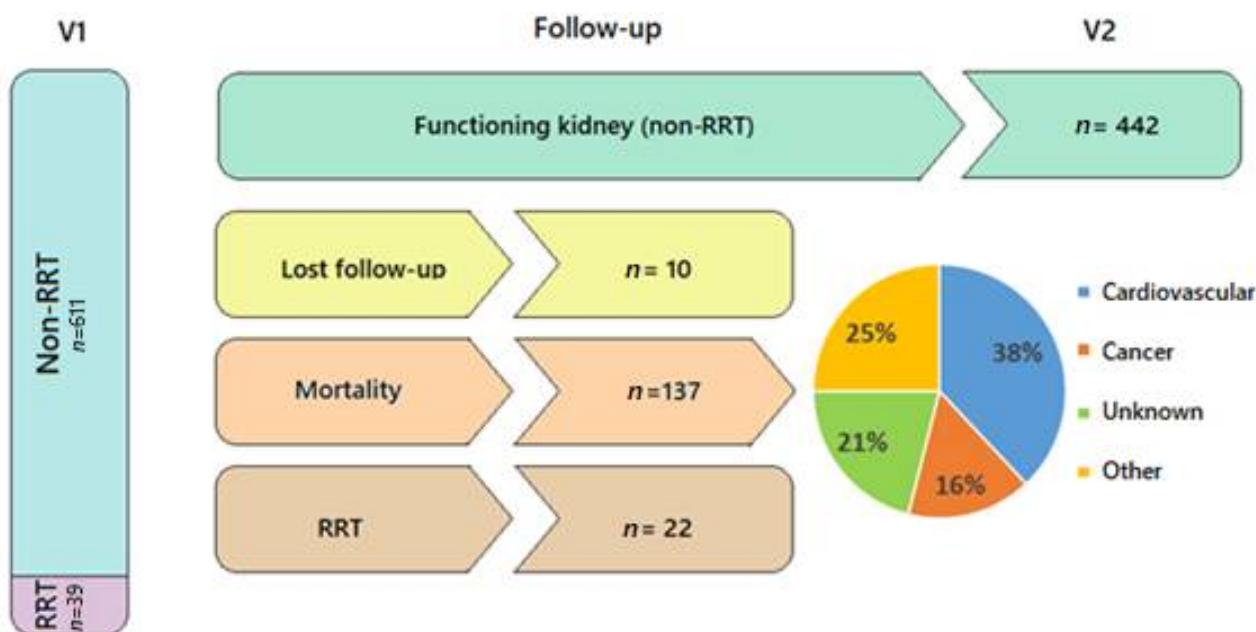 V1
Follow-up
V2
Non-RRT
n=611
RRT
n=39
Functioning kidney (non-RRT)
n= 442
Lost follow-up
n= 10
Mortality
n=137
RRT
n= 22
38%
16%
21%
25%
Cardiovascular
Cancer
Unknown
Other